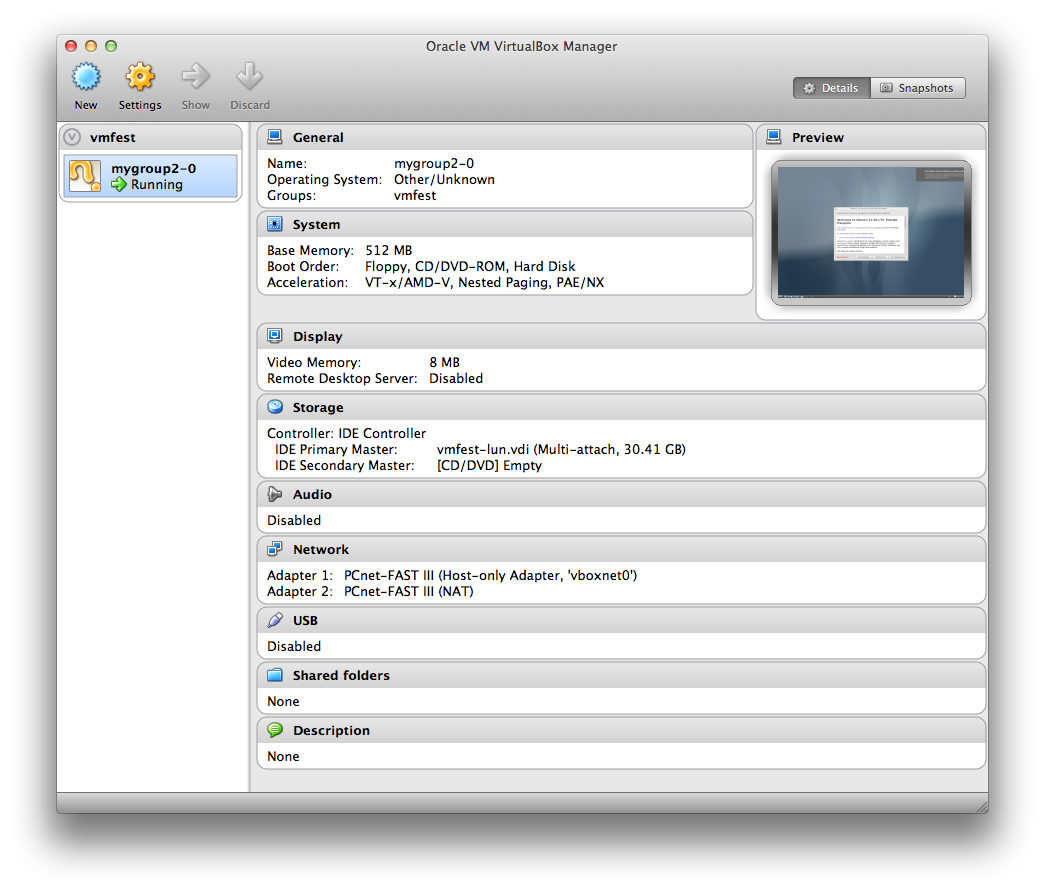 Oracle VM VirtualBox Manager
New Settings Show Discard
Details Snapshots
vmfest
mygroup2-0
Running
General
Name: mygroup2-0
Operating System: Other/Unknown
Groups: vmfest
System
Base Memory: 512 MB
Boot Order: Floppy, CD/DVD-ROM, Hard Disk
Acceleration: VT-x/AMD-V, Nested Paging, PAE/NX
Preview
Display
Video Memory: 8 MB
Remote Desktop Server: Disabled
Storage
Controller: IDE Controller
IDE Primary Master: vmfest-lun.vdi (Multi-attach, 30.41 GB)
IDE Secondary Master: [CD/DVD] Empty
Audio
Disabled
Network
Adapter 1: PCnet-FAST III (Host-only Adapter, 'vboxnet0')
Adapter 2: PCnet-FAST III (NAT)
USB
Disabled
Shared folders
None
Description
None